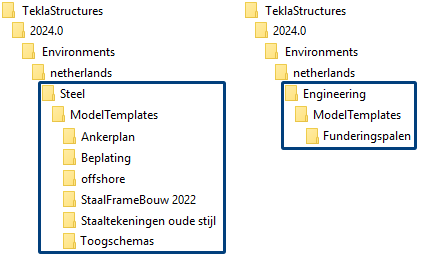 TeklaStructures
2024.0
Environments
netherlands
Steel
ModelTemplates
Ankerplan
Beplating
offshore
StaalFrameBouw 2022
Staaltekeningen oude stijl
Toogschemas
TeklaStructures
2024.0
Environments
netherlands
Engineering
ModelTemplates
Funderingspalen